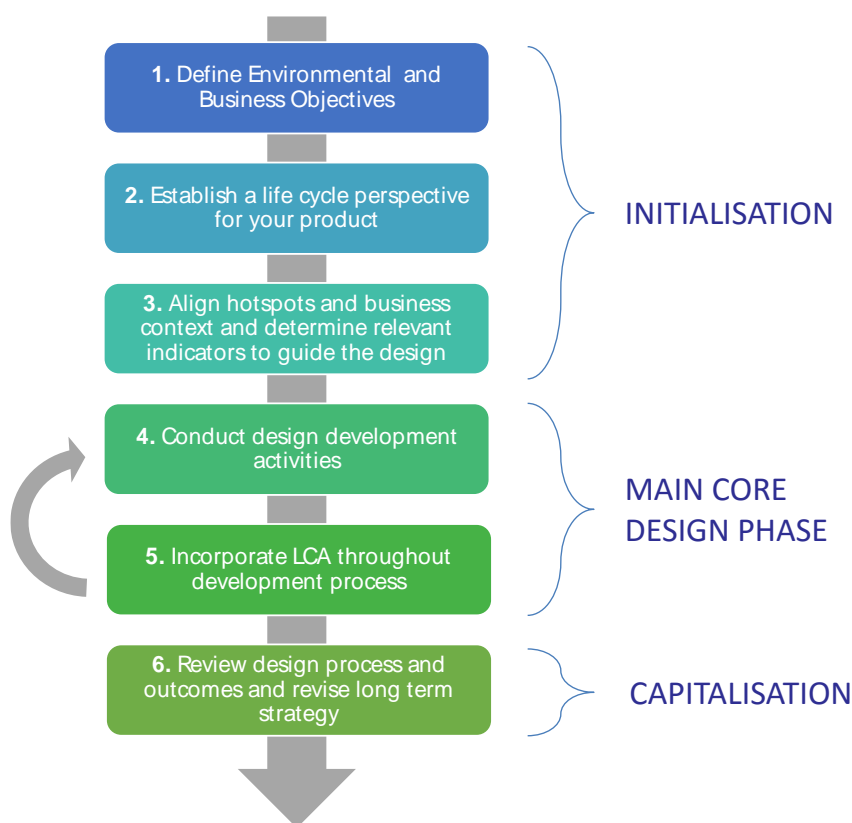 1. Define Environmental and
Business Objectives
2. Establish a life cycle perspective
for your product
INITIALISATION
3. Align hotspots and business
context and determine relevant
indicators to guide the design
4. Conduct design development
activities
MAIN CORE
DESIGN PHASE
5. Incorporate LCA throughout
development process
6. Review design process and
outcomes and revise long term
strategy
CAPITALISATION